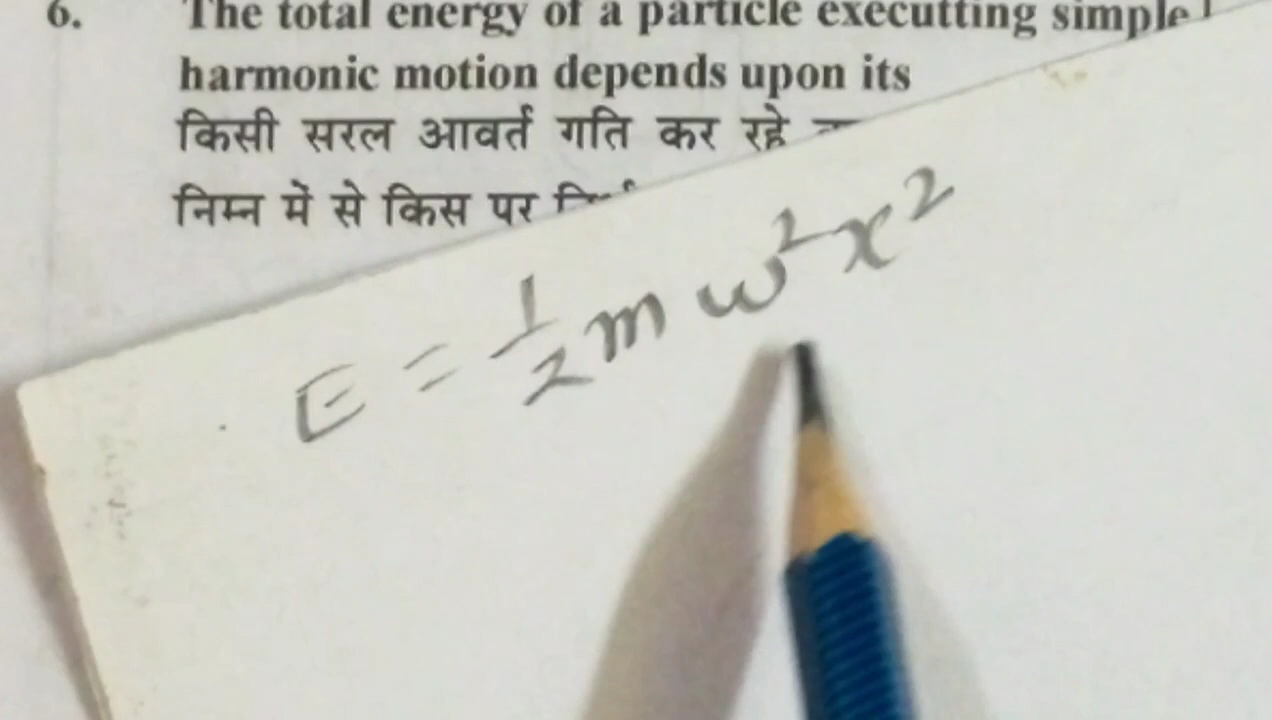 6. The total energy of a particle executting simple
harmonic motion depends upon its
किसी सरल आवर्त गति कर रहे
निम्न में से किस पर
E = 1/2 m ω² x²